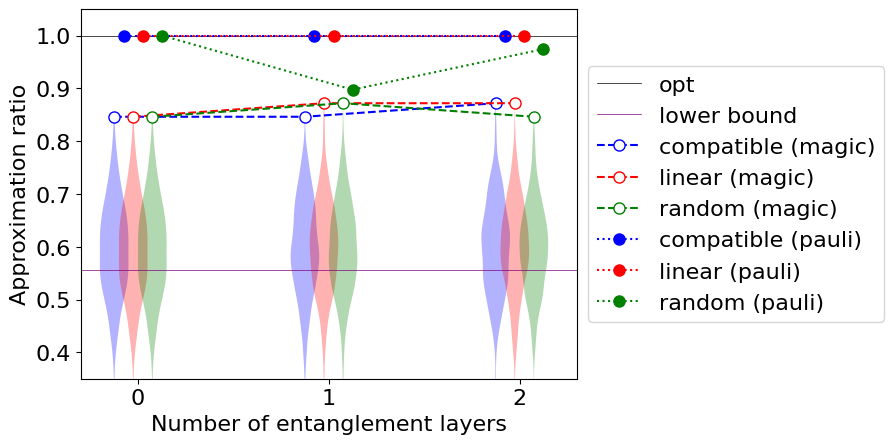 1.0
0.9
0.8
0.7
0.6
0.5
0.4
Approximation ratio
0 1 2
Number of entanglement layers
opt
lower bound
compatible (magic)
linear (magic)
random (magic)
compatible (pauli)
linear (pauli)
random (pauli)